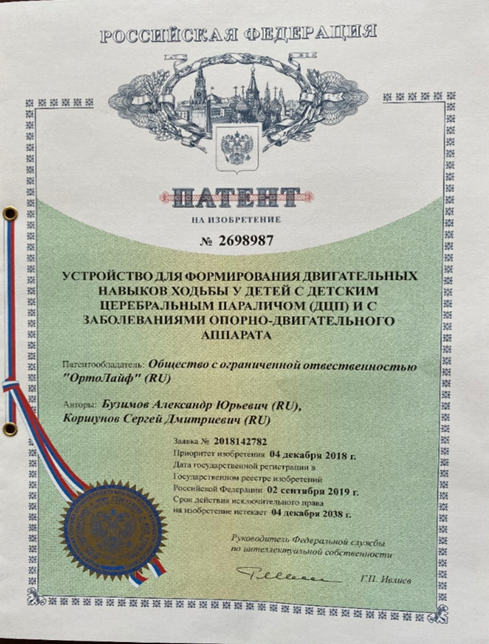 РОССИЙСКАЯ ФЕДЕРАЦИЯ
ПАТЕНТ
НА ИЗОБРЕТЕНИЕ
№ 2698987
УСТРОЙСТВО ДЛЯ ФОРМИРОВАНИЯ ДВИГАТЕЛЬНЫХ
НАВЫКОВ ХОДЬБЫ У ДЕТЕЙ С ДЕТСКИМ
ЦЕРЕБРАЛЬНЫМ ПАРАЛИЧОМ (ДЦП) И С
ЗАБОЛЕВАНИЯМИ ОПОРНО-ДВИГАТЕЛЬНОГО
АППАРАТА
Патентообладатель: Общество с ограниченной отвественностью
"ОртоЛайф" (RU)
Авторы: Бузимов Александр Юрьевич (RU),
Коршунов Сергей Дмитриевич (RU)
Заявка № 2018142782
Приоритет изобретения 04 декабря 2018 г.
Дата государственной регистрации в
Государственном реестре изобретений
Российской Федерации 02 сентября 2019 г.
Срок действия исключительного права
на изобретение истекает 04 декабря 2038 г.
Руководитель Федеральной службы
по интеллектуальной собственности
Г.П. Ивлиев